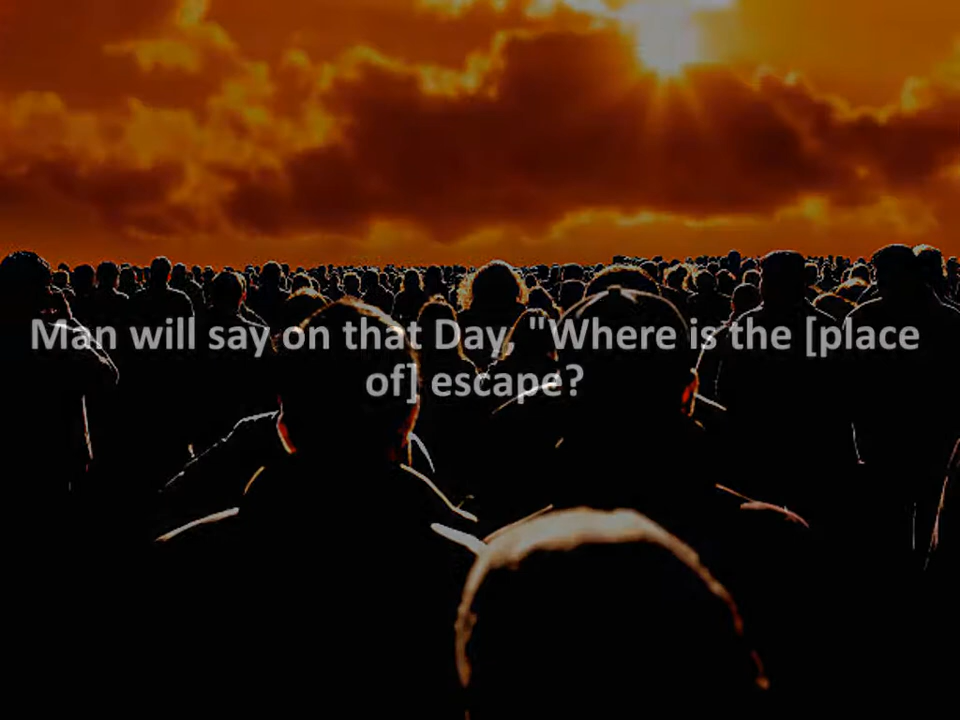 Man will say on that Day, "Where is the [place
of] escape?